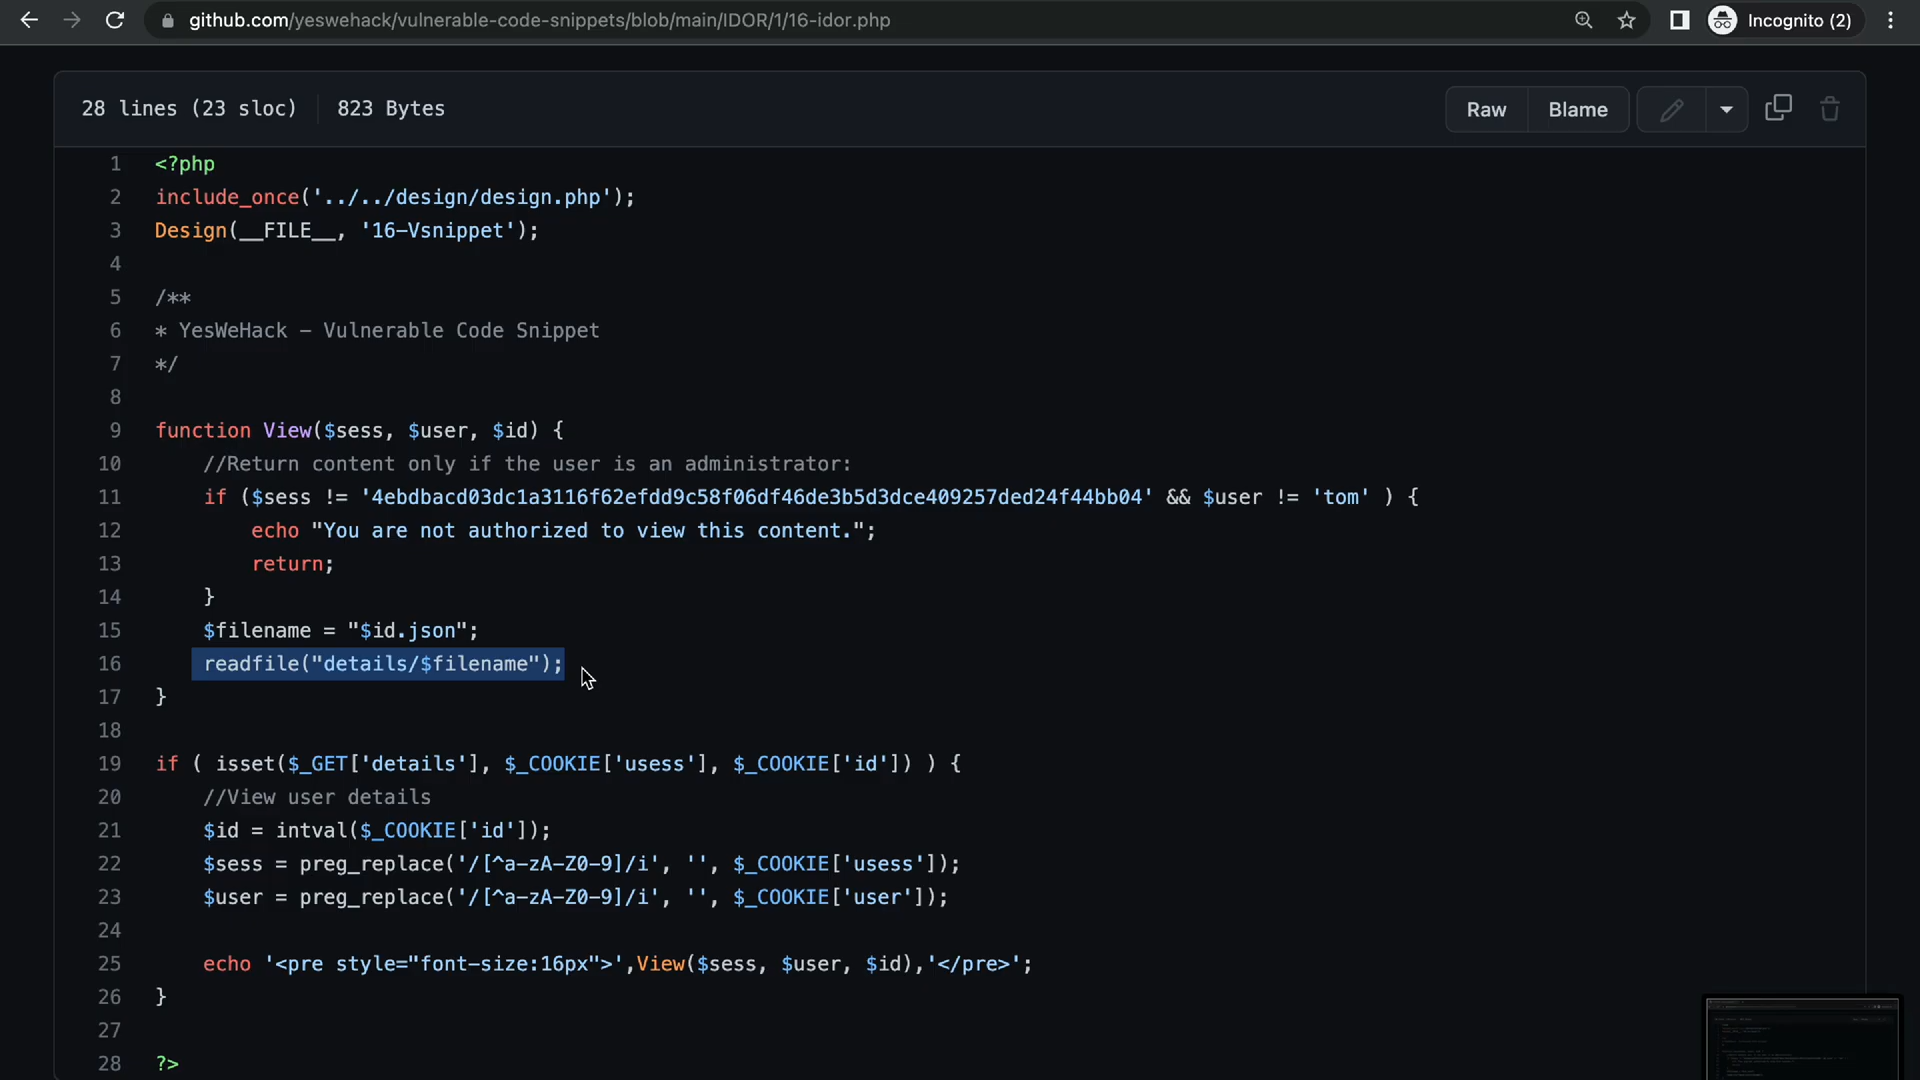 github.com/yeswehack/vulnerable-code-snippets/blob/main/IDOR/1/16-idor.php
Incognito (2)
28 lines (23 sloc) 823 Bytes
Raw Blame
1 <?php
2 include_once('../../design/design.php');
3 Design(__FILE__, '16-Vsnippet');
4
5 /**
6 * YesWeHack - Vulnerable Code Snippet
7 */
8
9 function View($sess, $user, $id) {
10 //Return content only if the user is an administrator:
11 if ($sess != '4ebdbacd03dc1a3116f62efdd9c58f06df46de3b5d3dce409257ded24f44bb04' && $user != 'tom' ) {
12 echo "You are not authorized to view this content.";
13 return;
14 }
15 $filename = "$id.json";
16 readfile("details/$filename");
17 }
18
19 if ( isset($_GET['details'], $_COOKIE['usess'], $_COOKIE['id']) ) {
20 //View user details
21 $id = intval($_COOKIE['id']);
22 $sess = preg_replace('/[^a-zA-Z0-9]/i', '', $_COOKIE['usess']);
23 $user = preg_replace('/[^a-zA-Z0-9]/i', '', $_COOKIE['user']);
24
25 echo '<pre style="font-size:16px">',View($sess, $user, $id),'</pre>';
26 }
27
28 ?>